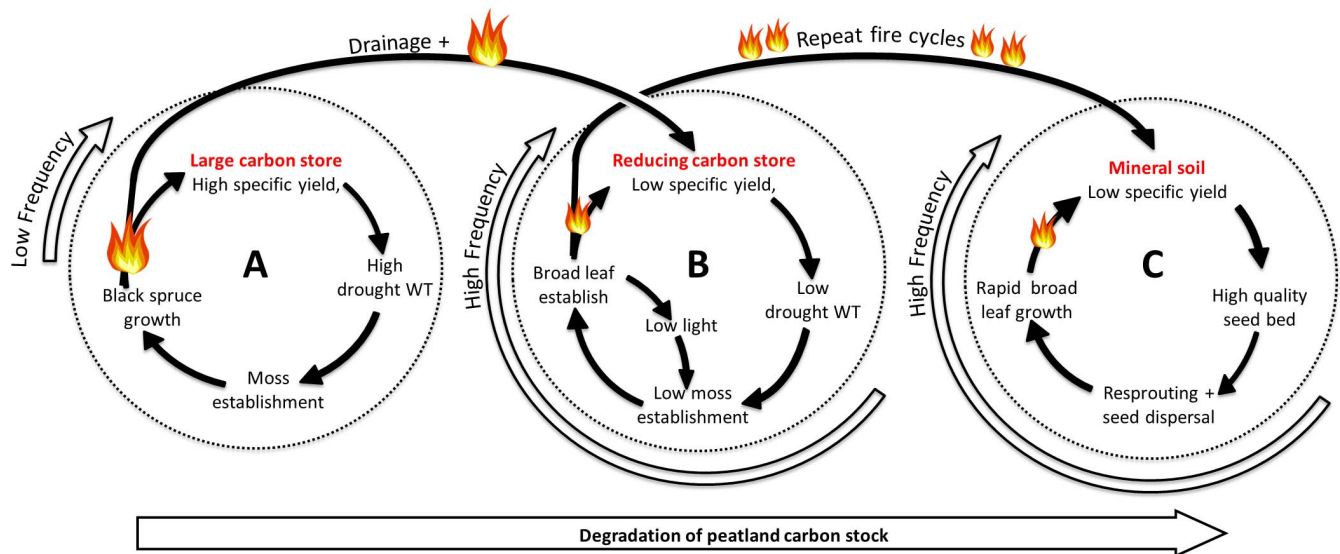 Drainage +
Repeat fire cycles
Low Frequency
Large carbon store
High specific yield,
A
High
drought WT
Black spruce
growth
Moss
establishment
High Frequency
Reducing carbon store
Low specific yield,
B
Broad leaf
establish
Low
drought WT
Low light
Low moss
establishment
High Frequency
Mineral soil
Low specific yield
C
Rapid broad
leaf growth
High quality
seed bed
Resprouting +
seed dispersal
Degradation of peatland carbon stock